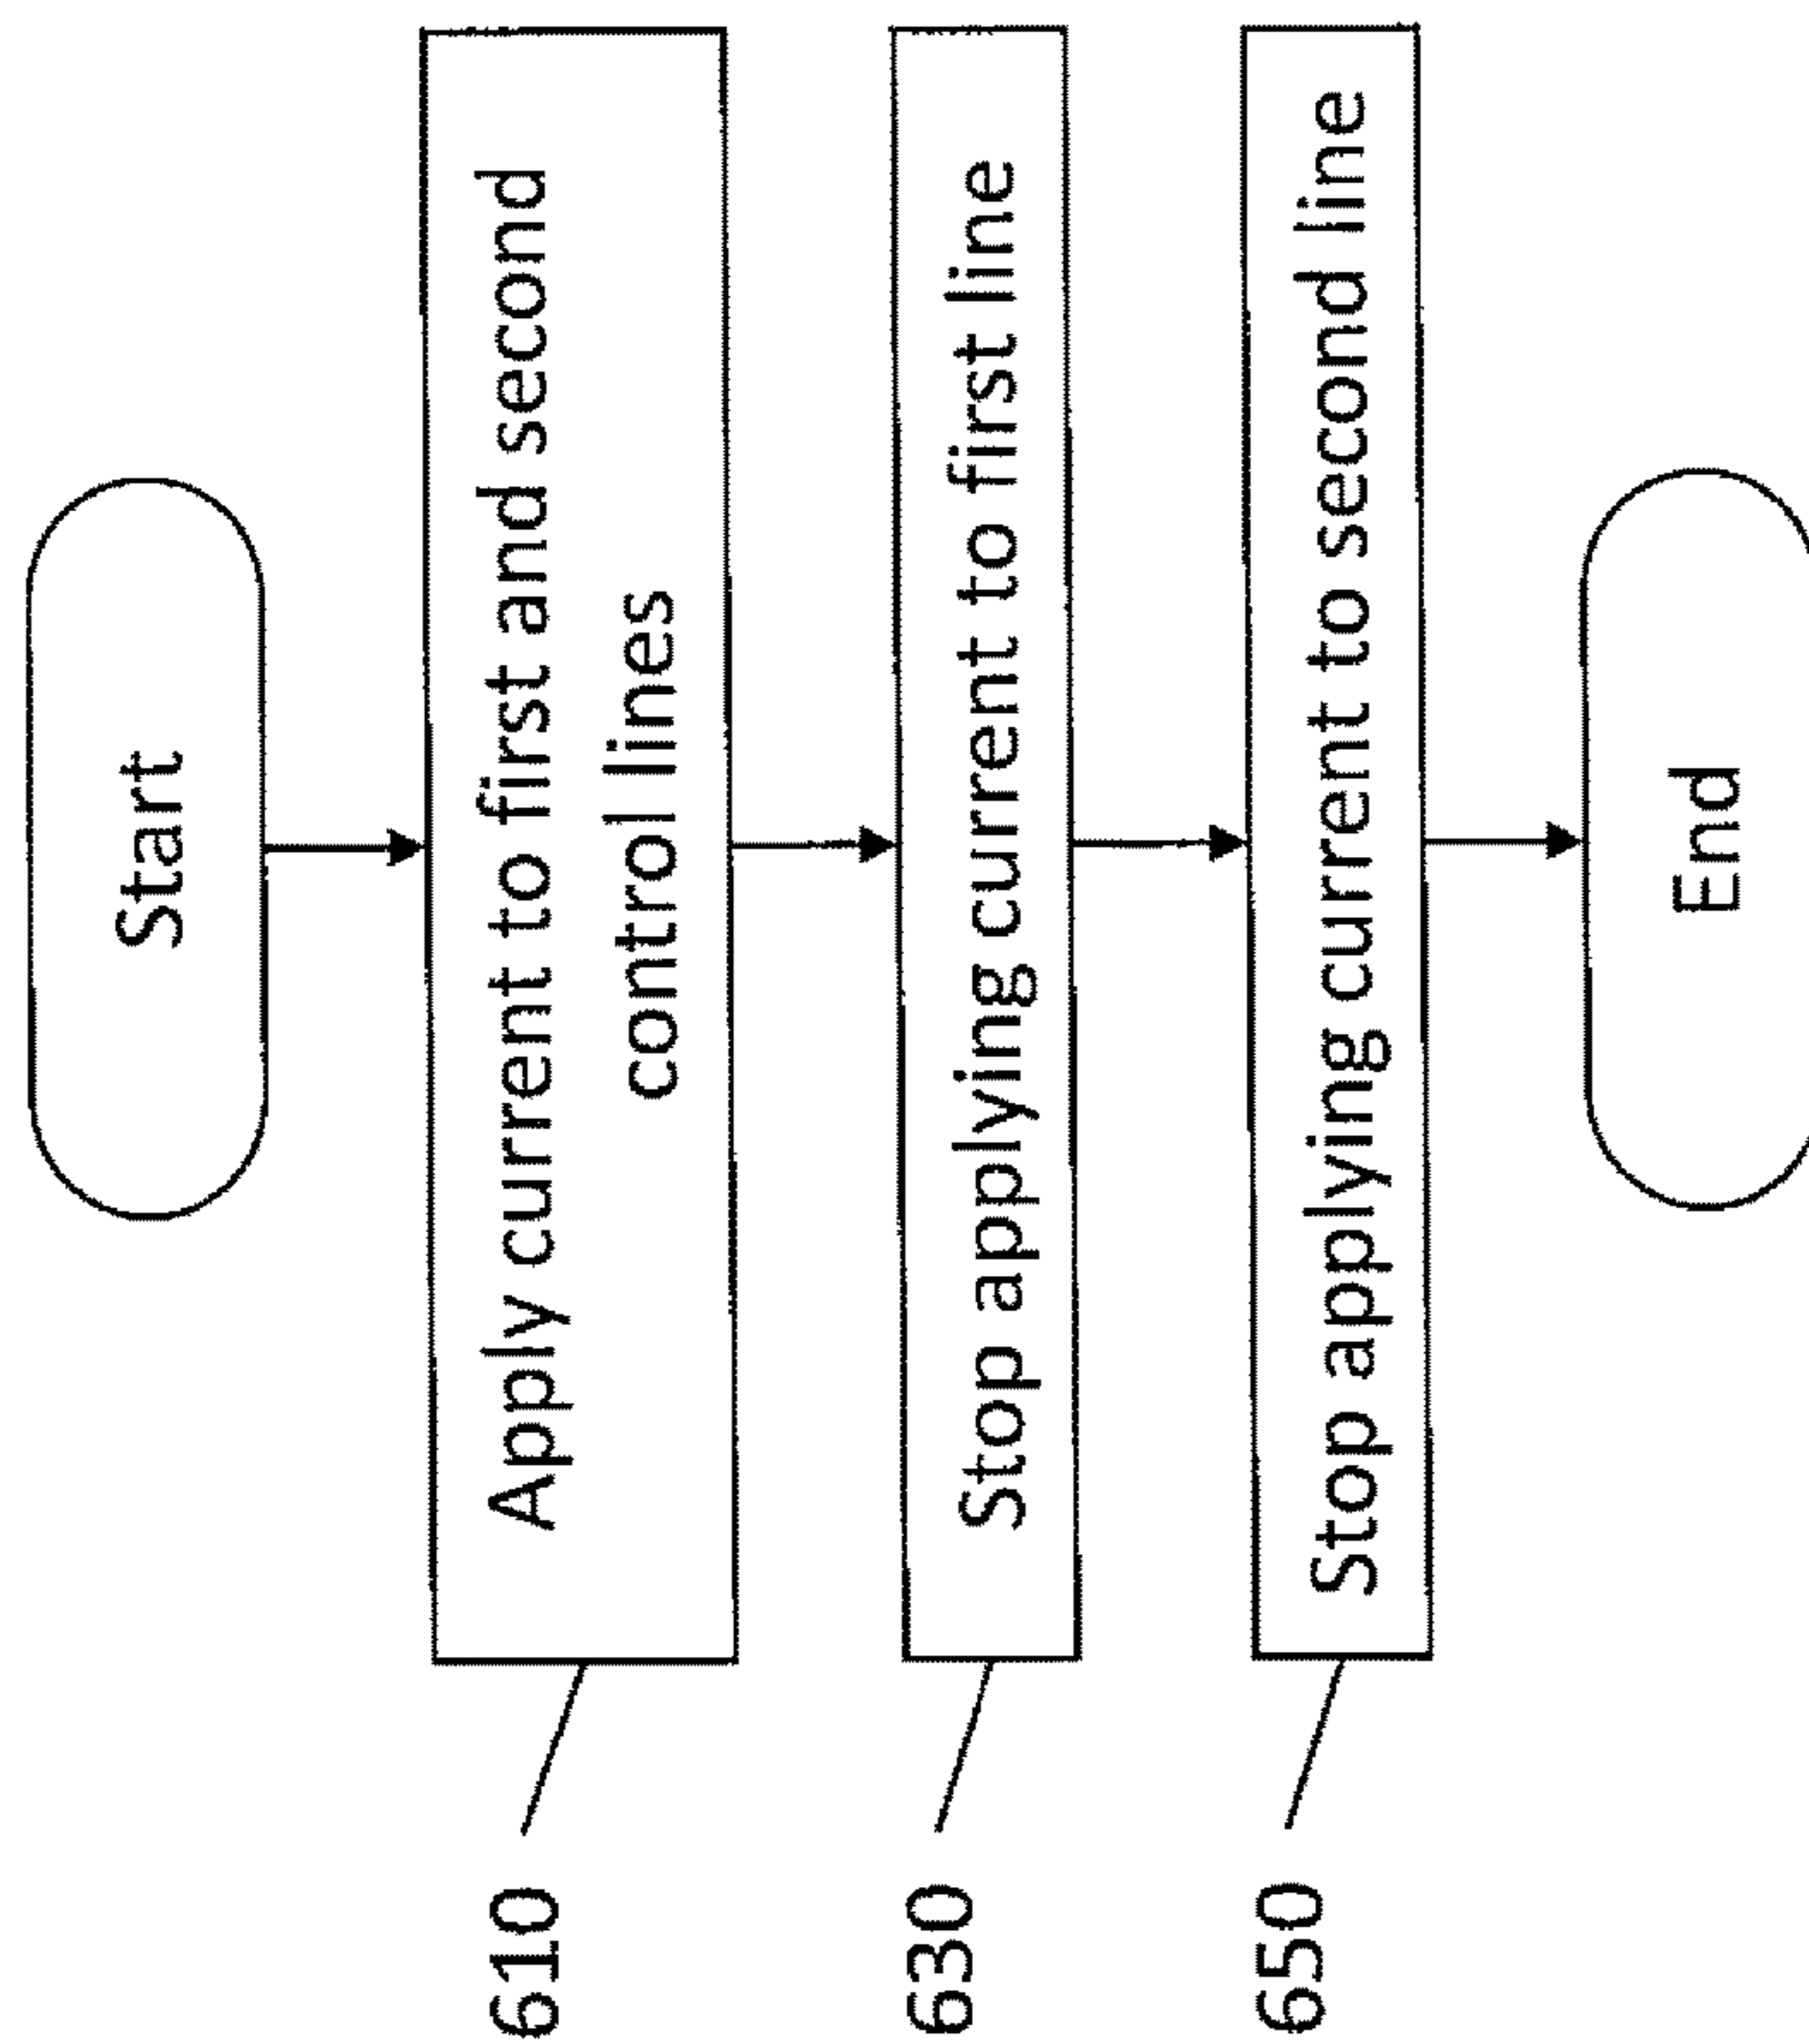 Start
610
Apply current to first and second
control lines
630
Stop applying current to first line
650
Stop applying current to second line
End